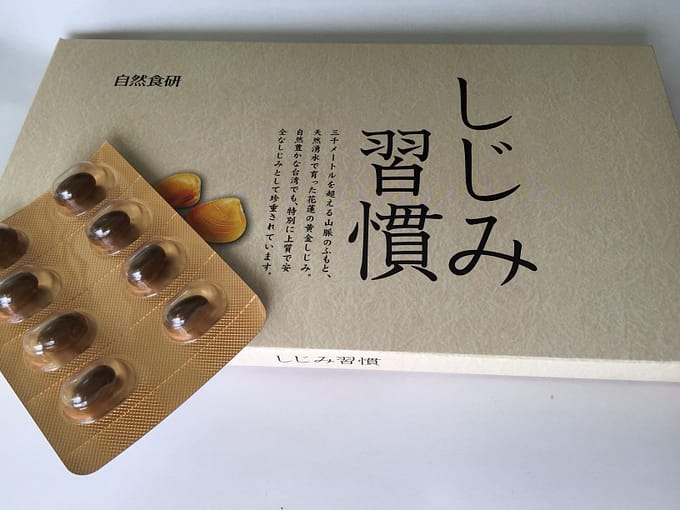 自然食研
しじみ
習慣
三千メートルを超える山脈のふもと、
天然湧水で育った花蓮の黄金しじみ。
自然豊かな台湾でも、特別に上質で安
全なしじみとして珍重されています。
しじみ習慣